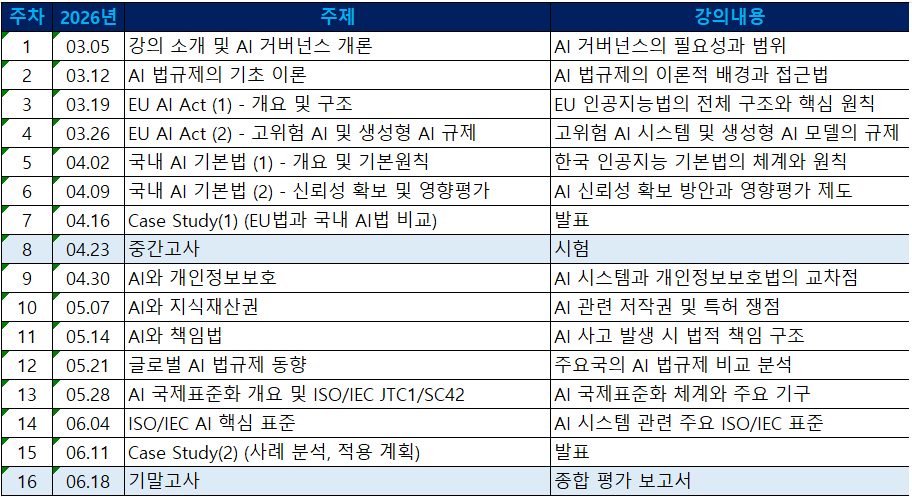 주차 2026년 주제 강의내용
1 03.05 강의 소개 및 AI 거버넌스 개론 AI 거버넌스의 필요성과 범위
2 03.12 AI 법규제의 기초 이론 AI 법규제의 이론적 배경과 접근법
3 03.19 EU AI Act (1) - 개요 및 구조 EU 인공지능법의 전체 구조와 핵심 원칙
4 03.26 EU AI Act (2) - 고위험 AI 및 생성형 AI 규제 고위험 AI 시스템 및 생성형 AI 모델의 규제
5 04.02 국내 AI 기본법 (1) - 개요 및 기본원칙 한국 인공지능 기본법의 체계와 원칙
6 04.09 국내 AI 기본법 (2) - 신뢰성 확보 및 영향평가 AI 신뢰성 확보 방안과 영향평가 제도
7 04.16 Case Study(1) (EU법과 국내 AI법 비교) 발표
8 04.23 중간고사 시험
9 04.30 AI와 개인정보보호 AI 시스템과 개인정보보호법의 교차점
10 05.07 AI와 지식재산권 AI 관련 저작권 및 특허 쟁점
11 05.14 AI와 책임법 AI 사고 발생 시 법적 책임 구조
12 05.21 글로벌 AI 법규제 동향 주요국의 AI 법규제 비교 분석
13 05.28 AI 국제표준화 개요 및 ISO/IEC JTC1/SC42 AI 국제표준화 체계와 주요 기구
14 06.04 ISO/IEC AI 핵심 표준 AI 시스템 관련 주요 ISO/IEC 표준
15 06.11 Case Study(2) (사례 분석, 적용 계획) 발표
16 06.18 기말고사 종합 평가 보고서